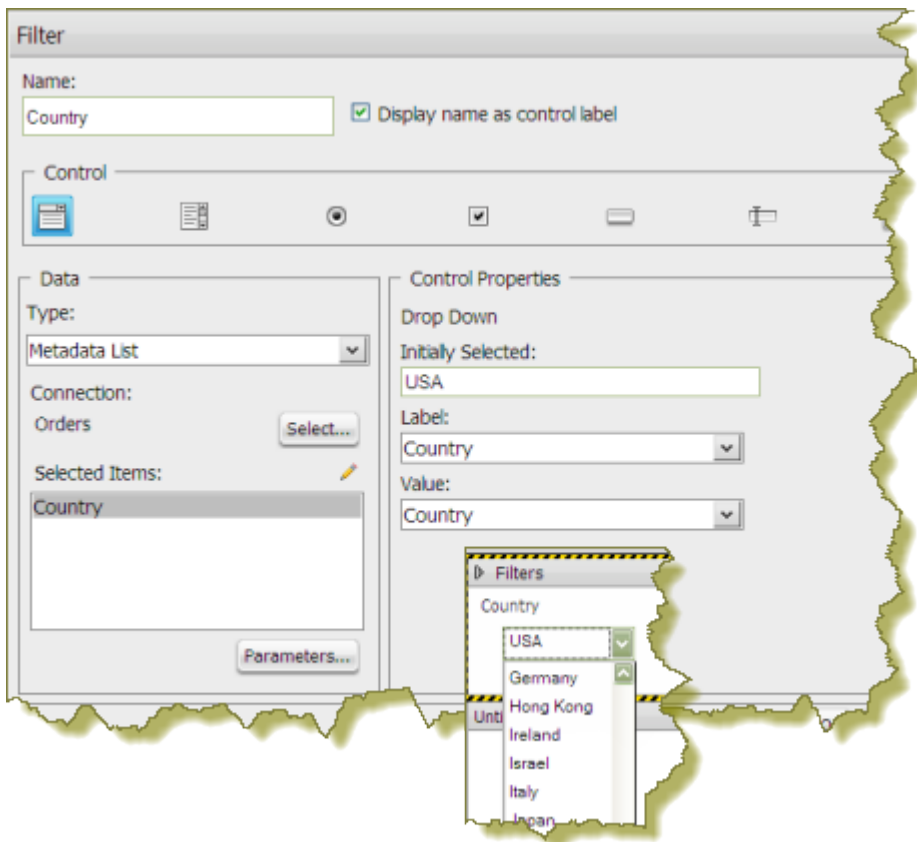 Filter
Name:
Country
Display name as control label
Control
Data
Type:
Metadata List
Connection:
Orders
Select...
Selected Items:
Country
Parameters...
Control Properties
Drop Down
Initially Selected:
USA
Label:
Country
Value:
Country
Filters
Country
USA
Germany
Hong Kong
Ireland
Israel
Italy
Japan